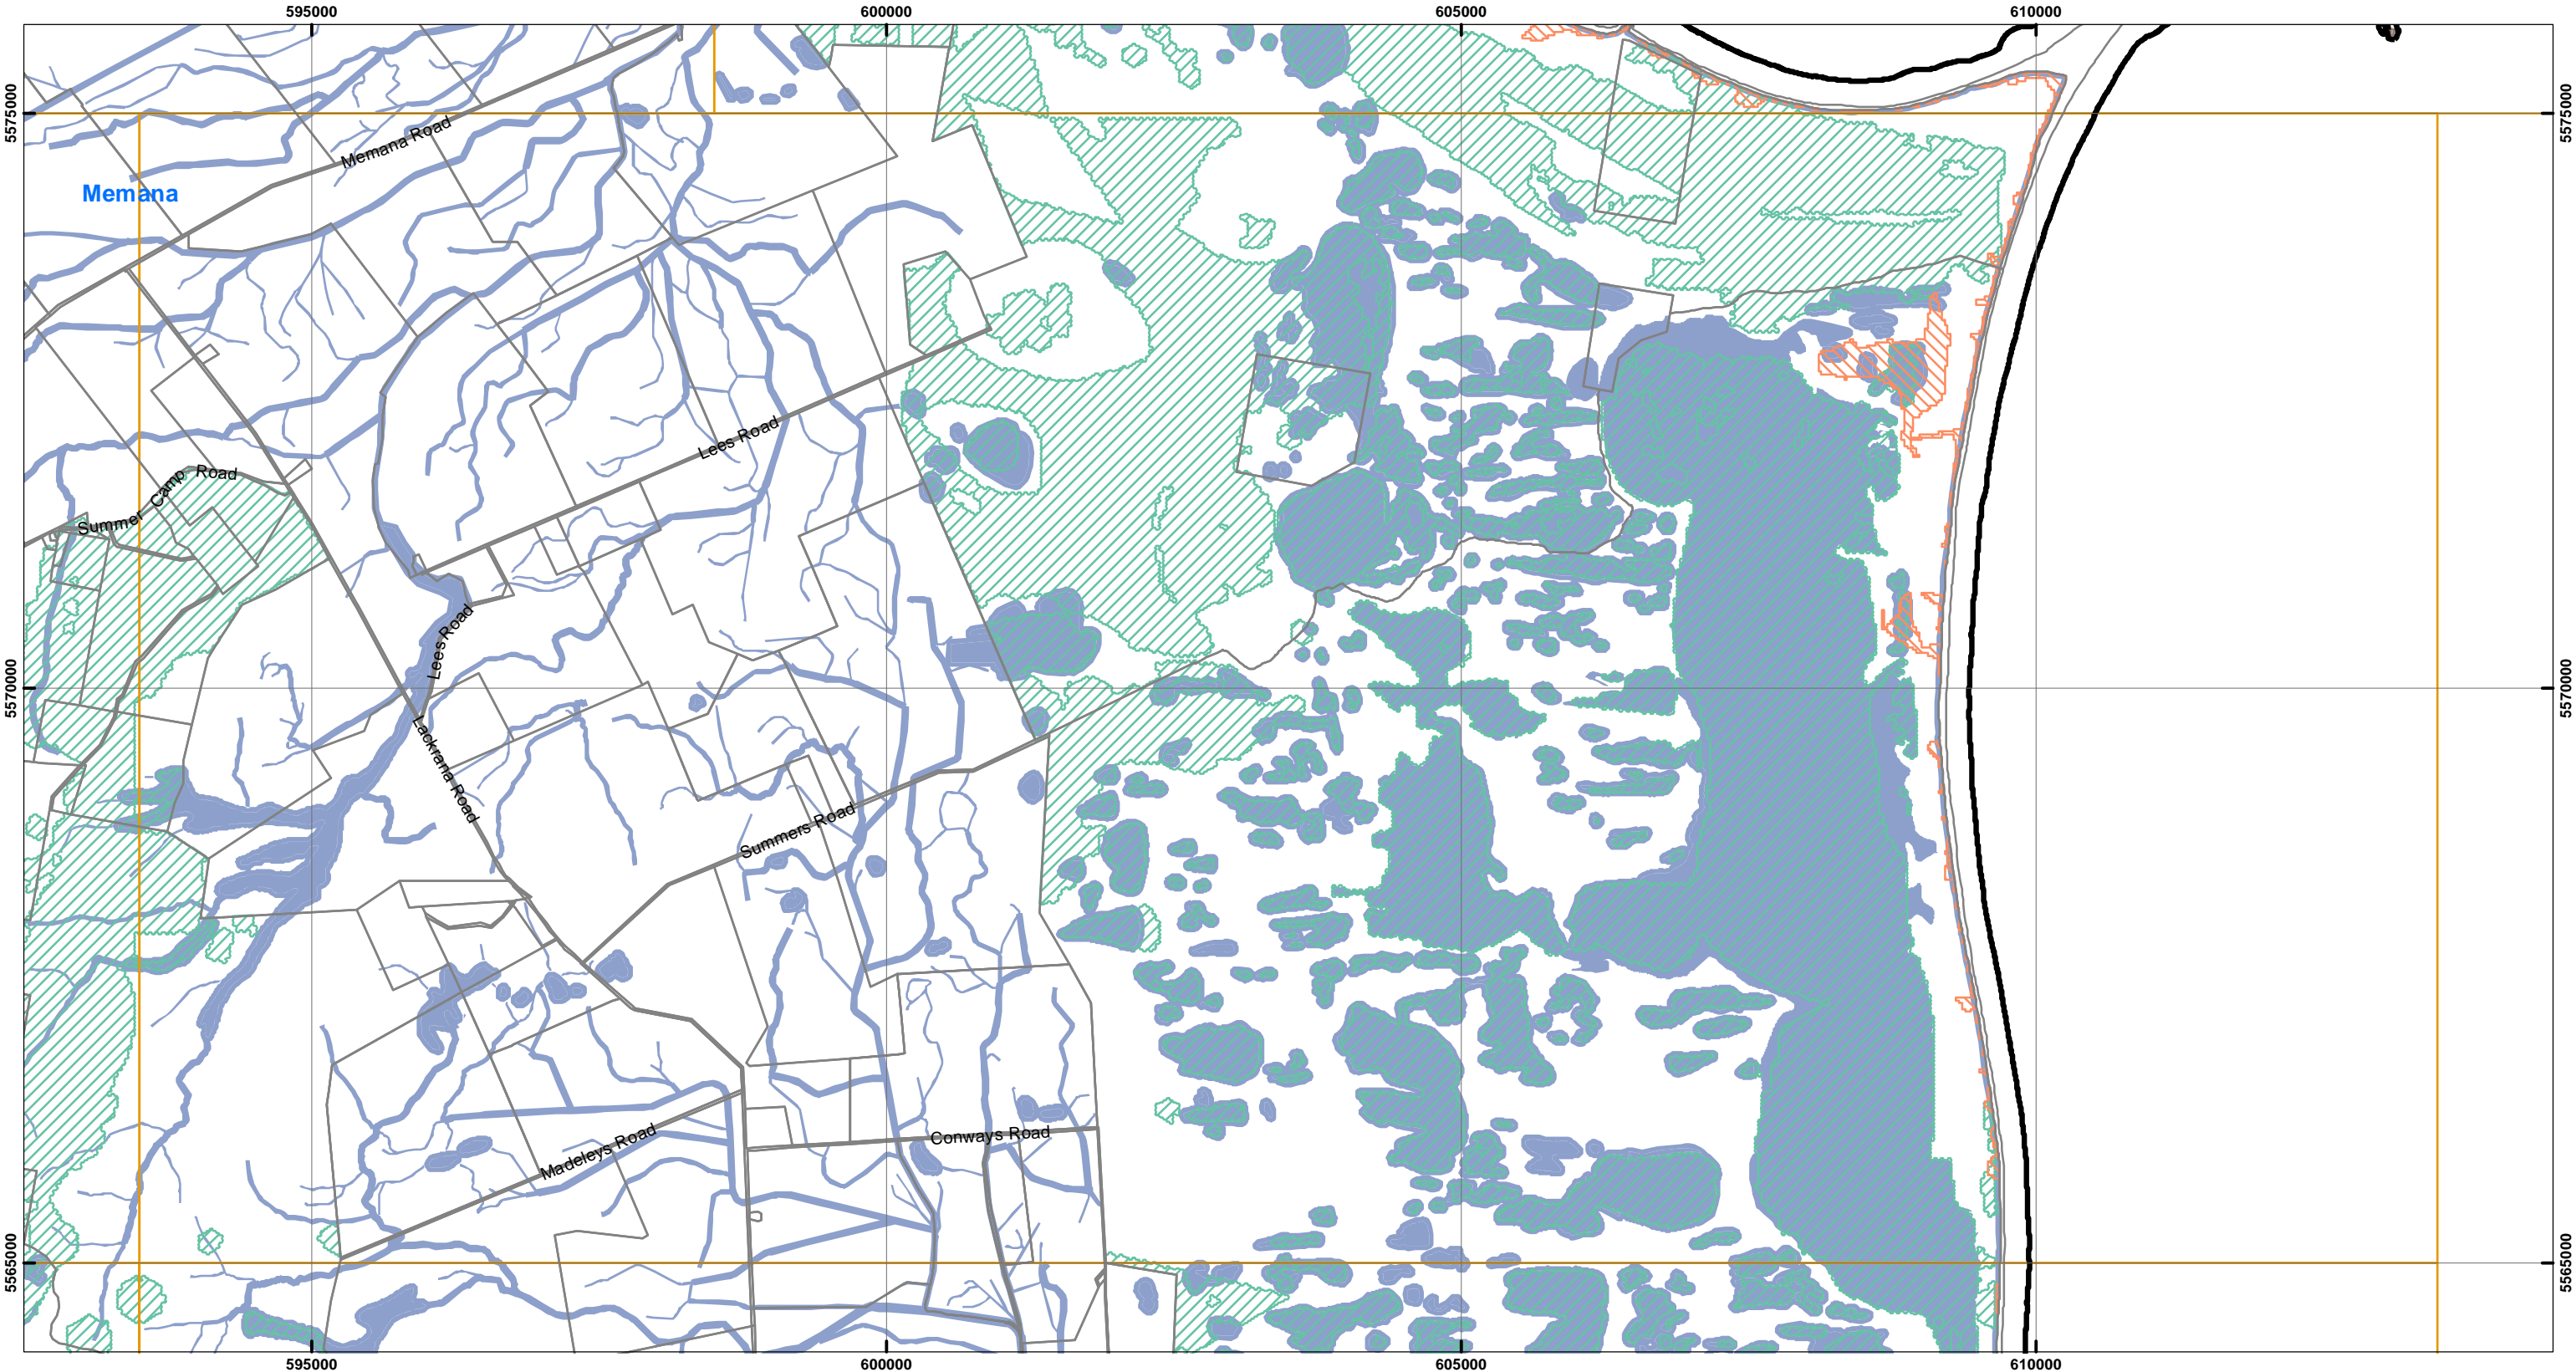 595000
600000
605000
610000
5575000
5575000
Memana Road
Memana
Lees Road
Summer Camp Road
Lees Road
5570000
5570000
Lackrana Road
Summers Road
Conways Road
Madeleys Road
5565000
5565000
595000
600000
605000
610000